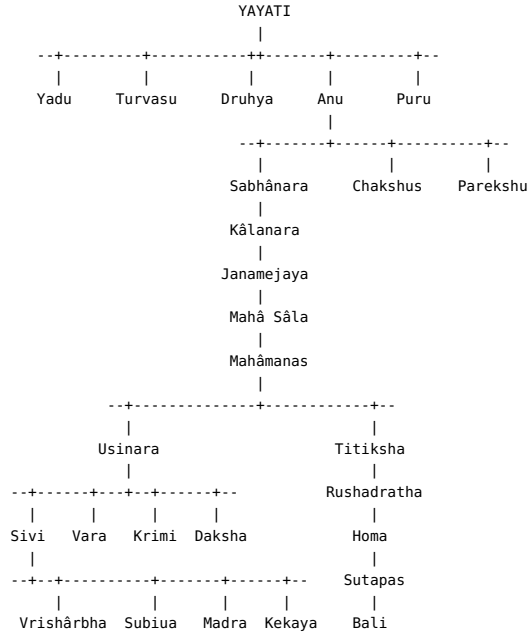 YAYATI
Yadu Turvasu Druhya Anu Puru
Sabhânara Chakshus Parekshu
Kâlanara
Janamejaya
Mahâ Sâla
Mahâmanas
Usinara Titiksha
Rushadratha
Sivi Vara Krimi Daksha Homa
Sutapas
Vrishârbha Subiua Madra Kekaya Bali